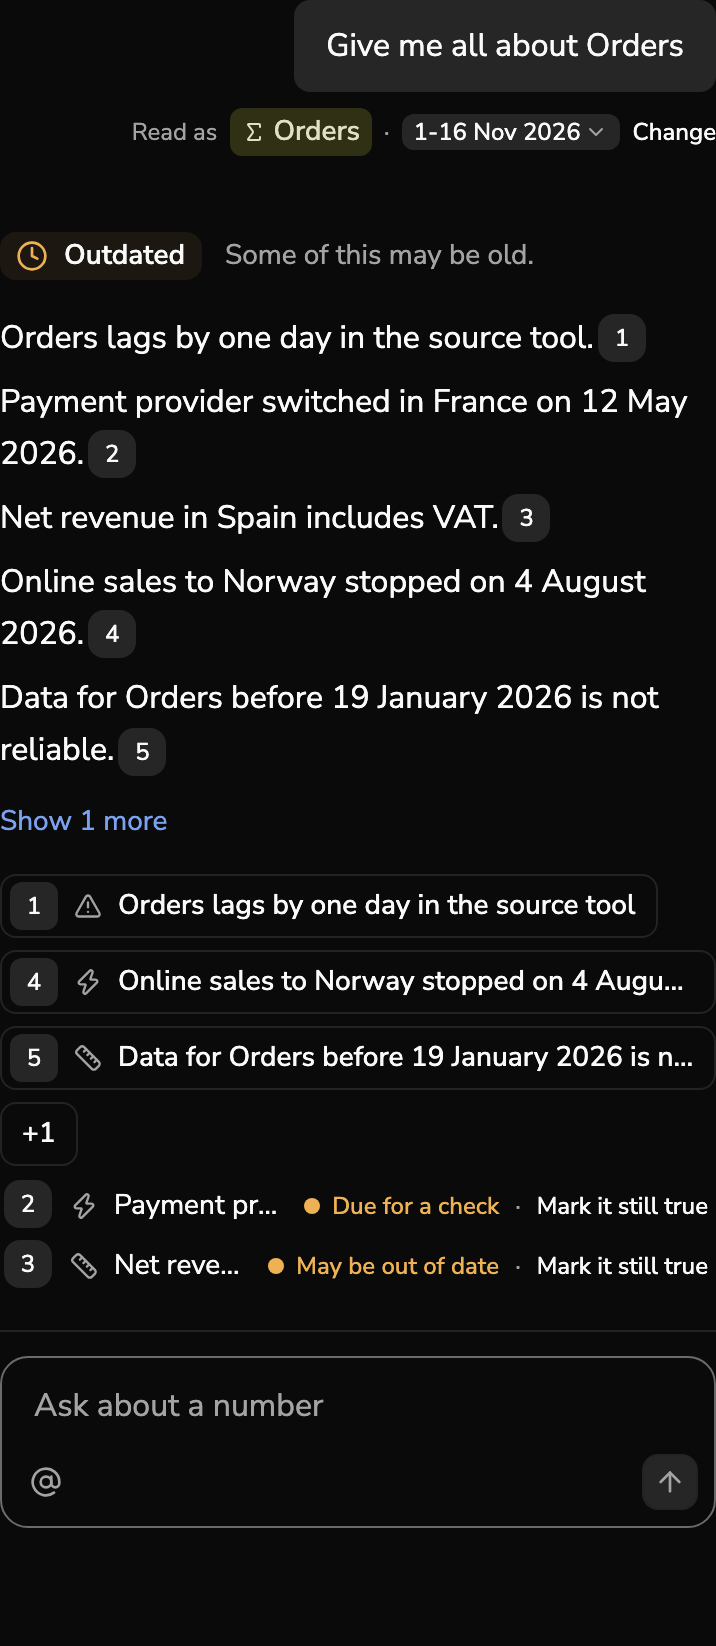 Give me all about Orders
Read as Σ Orders · 1-16 Nov 2026 Change
Outdated Some of this may be old.
Orders lags by one day in the source tool. 1
Payment provider switched in France on 12 May
2026. 2
Net revenue in Spain includes VAT. 3
Online sales to Norway stopped on 4 August
2026. 4
Data for Orders before 19 January 2026 is not
reliable. 5
Show 1 more
1 Orders lags by one day in the source tool
4 Online sales to Norway stopped on 4 Augu...
5 Data for Orders before 19 January 2026 is n...
+1
2 Payment pr... Due for a check · Mark it still true
3 Net reve... May be out of date · Mark it still true
Ask about a number
@